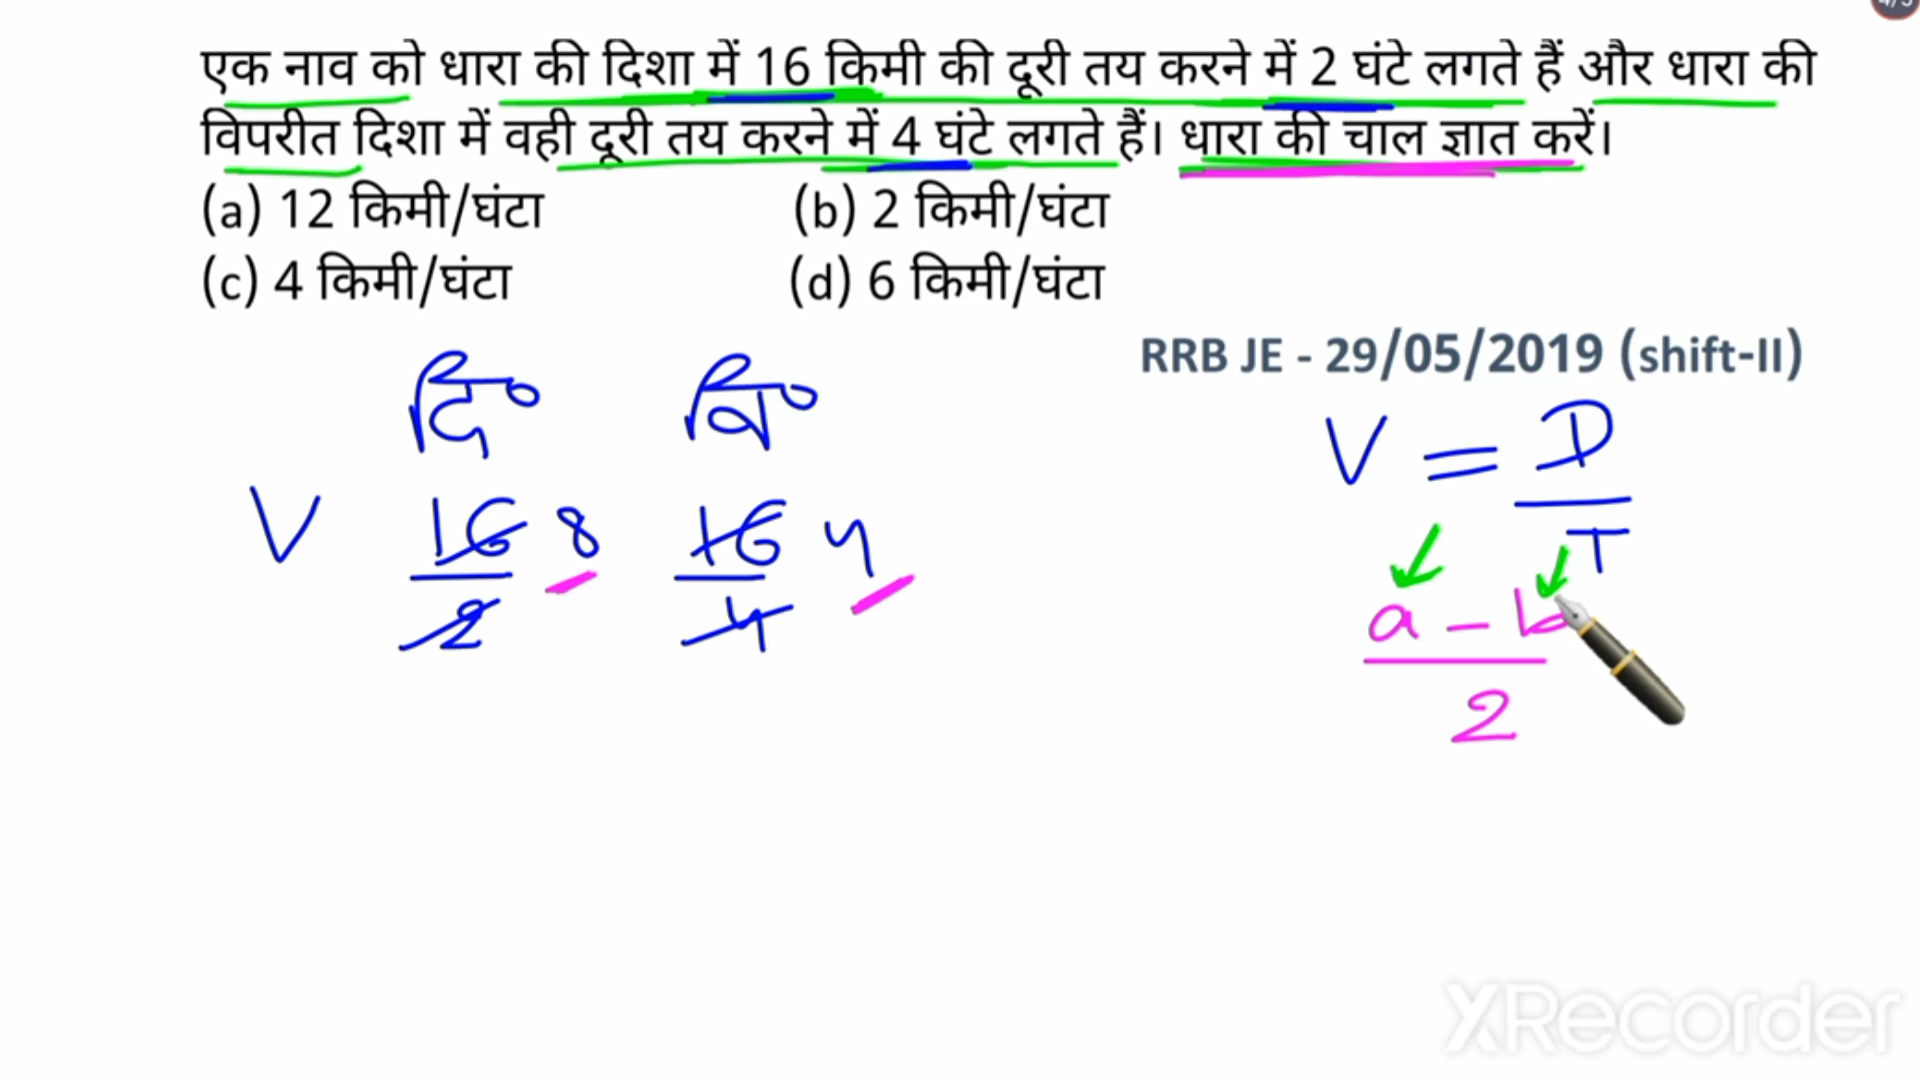 एक नाव को धारा की दिशा में 16 किमी की दूरी तय करने में 2 घंटे लगते हैं और धारा की
विपरीत दिशा में वही दूरी तय करने में 4 घंटे लगते हैं। धारा की चाल ज्ञात करें।
(a) 12 किमी/घंटा (b) 2 किमी/घंटा
(c) 4 किमी/घंटा (d) 6 किमी/घंटा
RRB JE - 29/05/2019 (shift-II)
दि० वि०
V = D
T
V 16 8 16 4
2 4
a - b
2
XRecorder